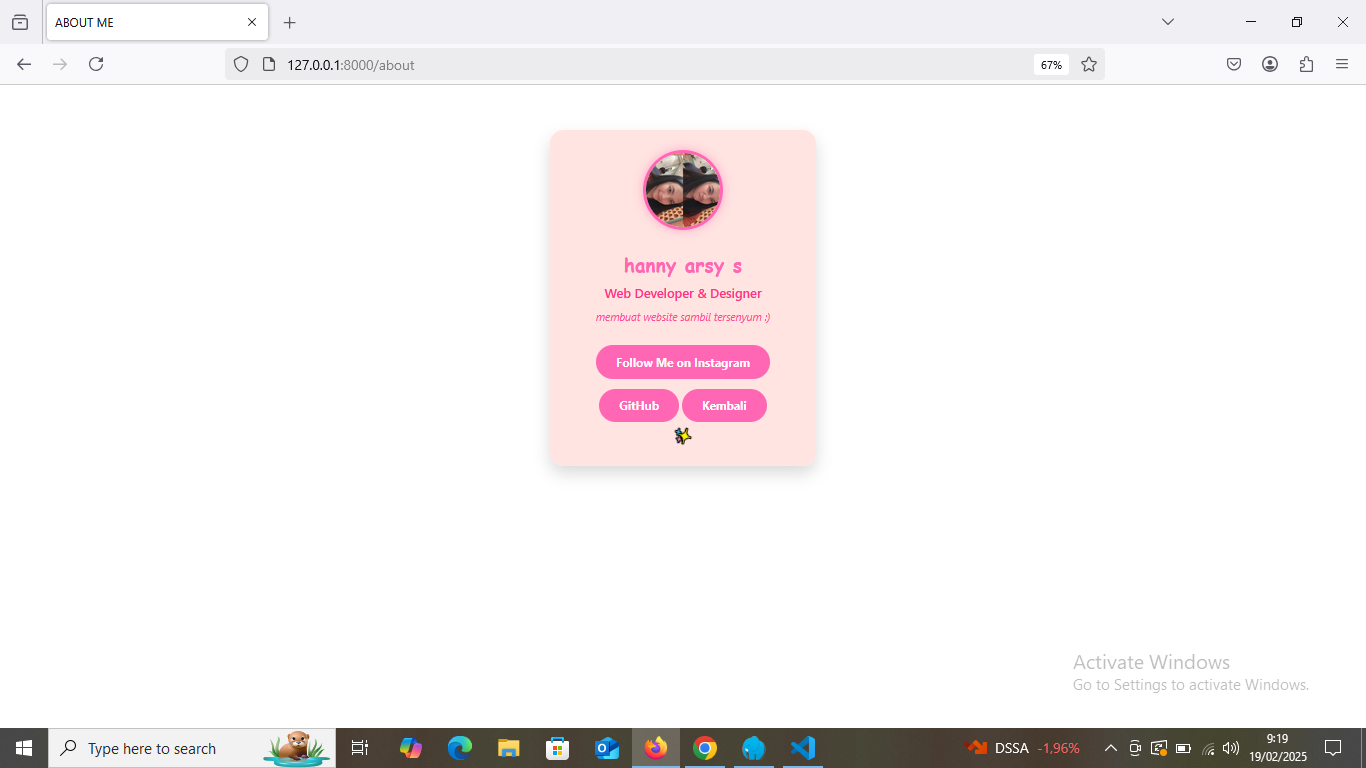 ABOUT ME
127.0.0.1:8000/about
67%
hanny arsy s
Web Developer & Designer
membuat website sambil tersenyum :)
Follow Me on Instagram
GitHub
Kembali
Activate Windows
Go to Settings to activate Windows.
Type here to search
DSSA -1,96%
9:19
19/02/2025